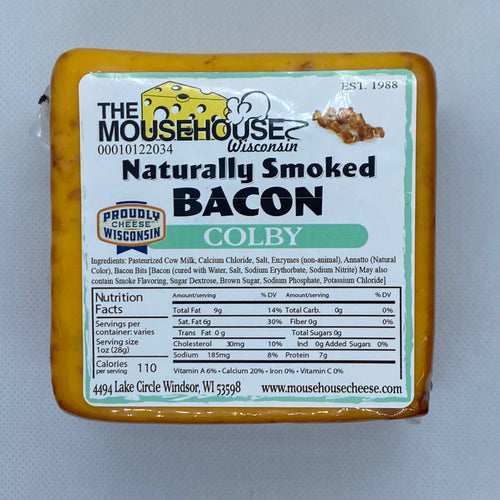 EST. 1988
THE
MOUSEHOUSE
Wisconsin
00010122034
Naturally Smoked
BACON
COLBY
PROUDLY
CHEESE
WISCONSIN
Ingredients: Pasteurized Cow Milk, Calcium Chloride, Salt, Enzymes (non-animal), Annatto (Natural
Color), Bacon Bits [Bacon (cured with Water, Salt, Sodium Erythorbate, Sodium Nitrite) May also
contain Smoke Flavoring, Sugar Dextrose, Brown Sugar, Sodium Phosphate, Potassium Chloride]
Nutrition
Facts
Servings per
container: varies
Serving size
1oz (28g)
Calories
per serving 110
Amount/serving % DV Amount/serving % DV
Total Fat 9g 14% Total Carb. 0g 0%
Sat. Fat 6g 30% Fiber 0g 0%
Trans Fat 0 g Total Sugars 0g
Cholesterol 30mg 10% Incl 0g Added Sugars 0%
Sodium 185mg 8% Protein 7g
Vitamin A 6% • Calcium 20% • Iron 0% • Vitamin C 0%
4494 Lake Circle Windsor, WI 53598 www.mousehousecheese.com